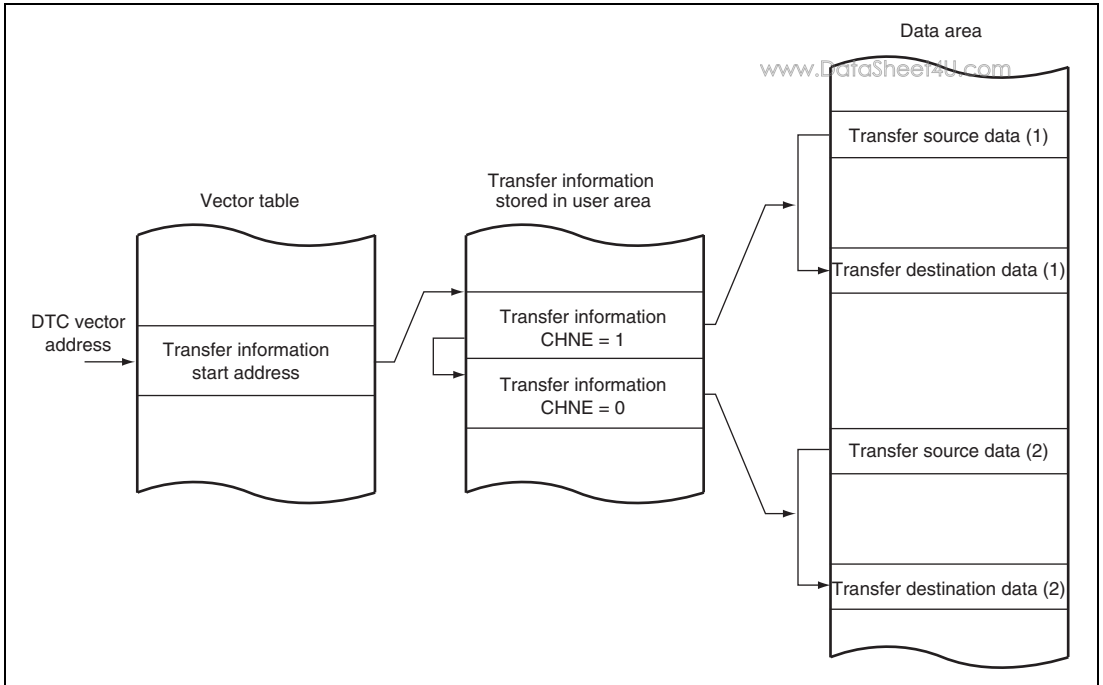 Data area
www.DataSheet4U.com
Transfer source data (1)
Transfer information
stored in user area
Vector table
Transfer destination data (1)
DTC vector
address
Transfer information
start address
Transfer information
CHNE = 1
Transfer information
CHNE = 0
Transfer source data (2)
Transfer destination data (2)